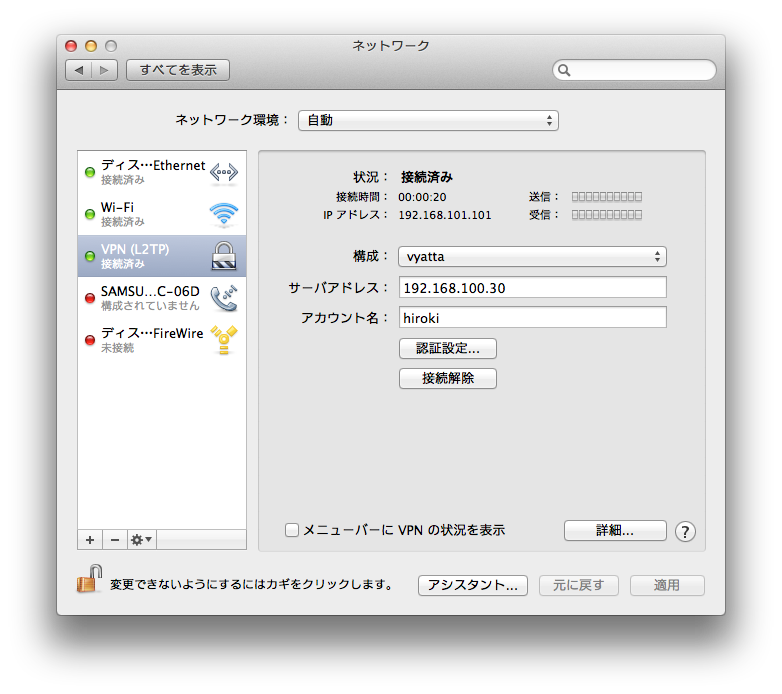 ネットワーク
すべてを表示
ネットワーク環境： 自動
ディス…Ethernet
接続済み
Wi-Fi
接続済み
VPN (L2TP)
接続済み
SAMSU...C-06D
構成されていません
ディス…FireWire
未接続
状況： 接続済み
接続時間： 00:00:20 送信：
IP アドレス： 192.168.101.101 受信：
構成： vyatta
サーバアドレス： 192.168.100.30
アカウント名： hiroki
認証設定...
接続解除
メニューバーに VPN の状況を表示 詳細... ?
変更できないようにするにはカギをクリックします。 アシスタント... 元に戻す 適用